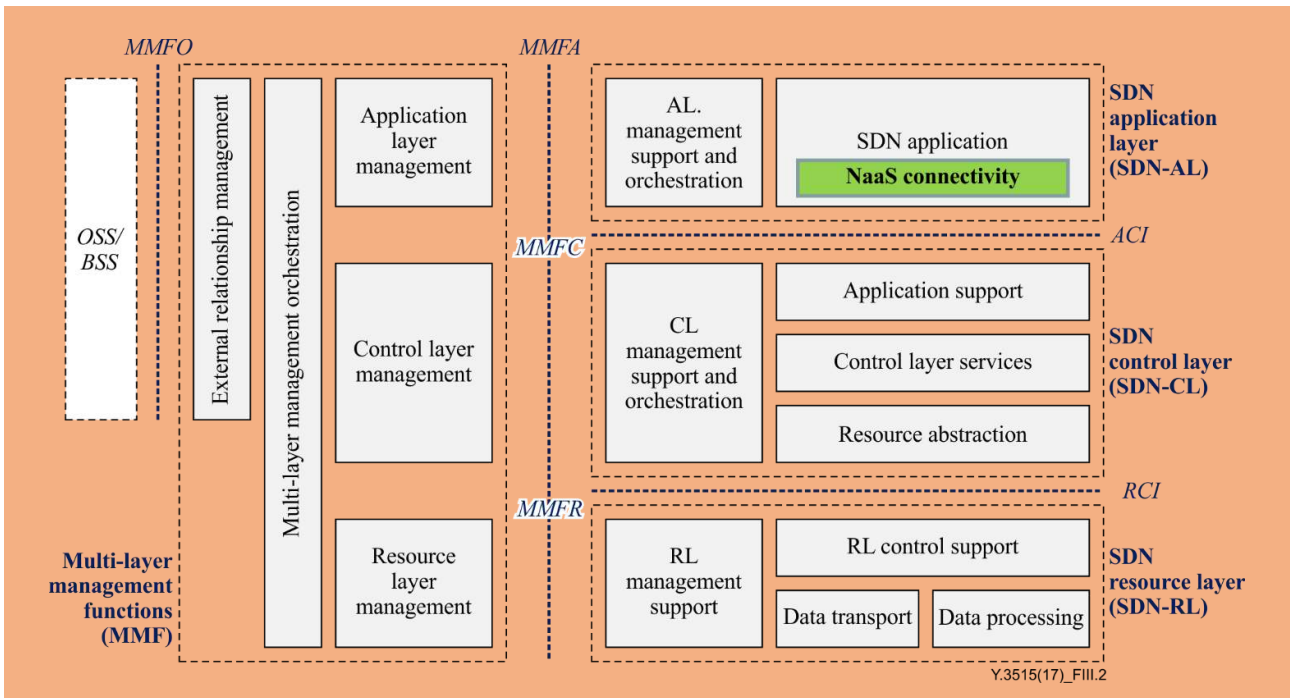 MMFO
MMFA
OSS/
BSS
External relationship management
Multi-layer management orchestration
Application
layer
management
Control layer
management
Resource
layer
management
Multi-layer
management
functions
(MMF)
MMFC
MMFR
AL.
management
support and
orchestration
SDN application
NaaS connectivity
SDN
application
layer
(SDN-AL)
ACI
CL
management
support and
orchestration
Application support
Control layer services
Resource abstraction
SDN
control layer
(SDN-CL)
RCI
RL
management
support
RL control support
Data transport
Data processing
SDN
resource layer
(SDN-RL)
Y.3515(17)_FIII.2